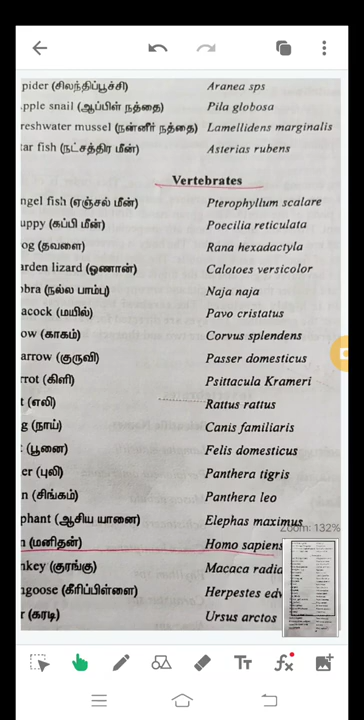 pider (சிலந்திப்பூச்சி) Aranea sps
pple snail (ஆப்பிள் நத்தை) Pila globosa
reshwater mussel (நன்னீர் நத்தை) Lamellidens marginalis
tar fish (நட்சத்திர மீன்) Asterias rubens
Vertebrates
ngel fish (ஏஞ்சல் மீன்) Pterophyllum scalare
uppy (கப்பி மீன்) Poecilia reticulata
og (தவளை) Rana hexadactyla
arden lizard (ஓணான்) Calotoes versicolor
obra (நல்ல பாம்பு) Naja naja
acock (மயில்) Pavo cristatus
ow (காகம்) Corvus splendens
arrow (குருவி) Passer domesticus
rrot (கிளி) Psittacula Krameri
t (எலி) Rattus rattus
g (நாய்) Canis familiaris
t (பூனை) Felis domesticus
er (புலி) Panthera tigris
n (சிங்கம்) Panthera leo
phant (ஆசிய யானை) Elephas maximus
Zoom: 132%
n (மனிதன்) Homo sapiens
nkey (குரங்கு) Macaca radia
ngoose (கீரிப்பிள்ளை) Herpestes edw
r (கரடி) Ursus arctos
TT
fx